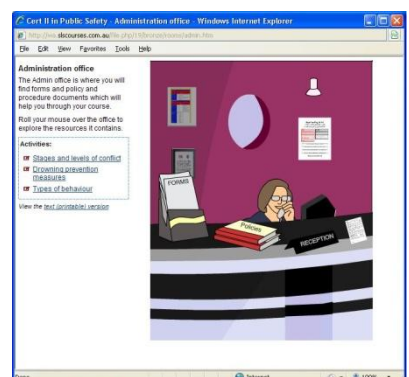 Cert II in Public Safety - Administration office - Windows Internet Explorer
File Edit View Favorites Tools Help
Administration office
The Admin office is where you will
find forms and policy and
procedure documents which will
help you through your course.
Roll your mouse over the office to
explore the resources it contains.
Activities:
Stages and levels of conflict
Drowning prevention
measures
Types of behaviour
View the text (printable) version
FORMS
Policies
RECEPTION
Internet
100%